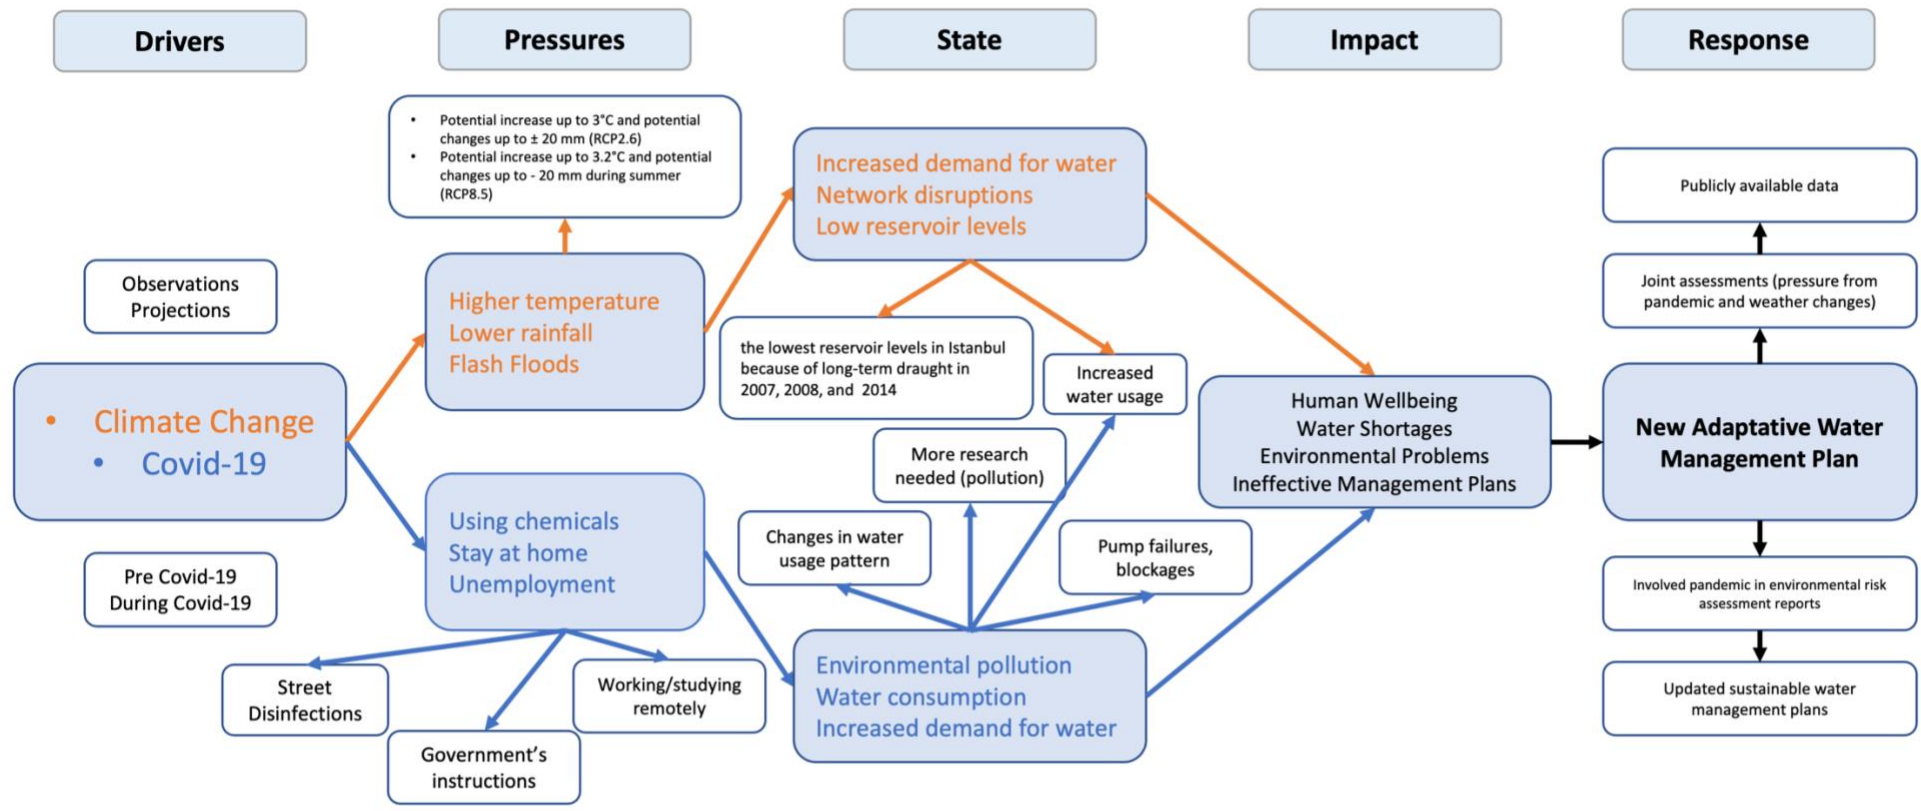 Drivers
Pressures
State
Impact
Response
Observations
Projections
• Climate Change
• Covid-19
Pre Covid-19
During Covid-19
• Potential increase up to 3°C and potential
changes up to ± 20 mm (RCP2.6)
• Potential increase up to 3.2°C and potential
changes up to - 20 mm during summer
(RCP8.5)
Higher temperature
Lower rainfall
Flash Floods
Using chemicals
Stay at home
Unemployment
Street
Disinfections
Government’s
instructions
Working/studying
remotely
Increased demand for water
Network disruptions
Low reservoir levels
the lowest reservoir levels in Istanbul
because of long-term draught in
2007, 2008, and 2014
Increased
water usage
More research
needed (pollution)
Changes in water
usage pattern
Pump failures,
blockages
Environmental pollution
Water consumption
Increased demand for water
Human Wellbeing
Water Shortages
Environmental Problems
Ineffective Management Plans
Publicly available data
Joint assessments (pressure from
pandemic and weather changes)
New Adaptative Water
Management Plan
Involved pandemic in environmental risk
assessment reports
Updated sustainable water
management plans